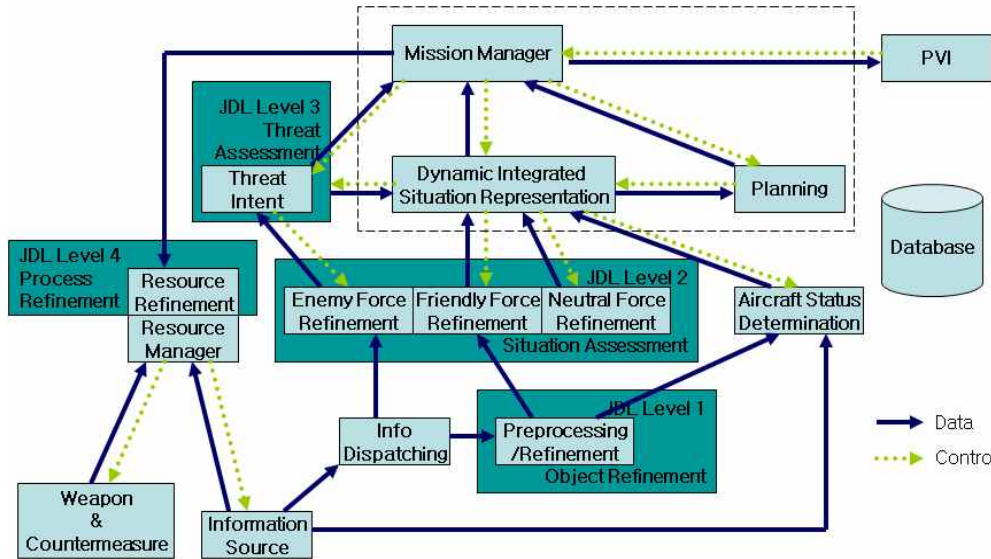 Mission Manager
PVI
JDL Level 3
Threat
Assessment
Threat
Intent
Dynamic Integrated
Situation Representation
Planning
Database
JDL Level 4
Process
Refinement
Resource
Refinement
Resource
Manager
JDL Level 2
Enemy Force
Refinement
Friendly Force
Refinement
Neutral Force
Refinement
Situation Assessment
Aircraft Status
Determination
JDL Level 1
Info
Dispatching
Preprocessing
/Refinement
Object Refinement
Data
Control
Weapon
&
Countermeasure
Information
Source